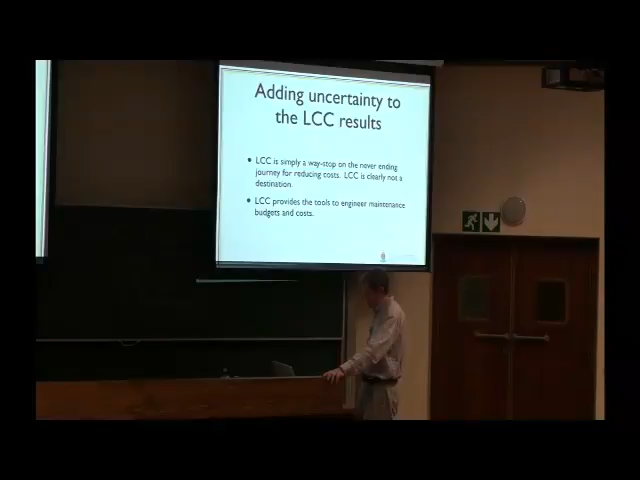 Adding uncertainty to
the LCC results
• LCC is simply a way-stop on the never ending
journey for reducing costs. LCC is clearly not a
destination
• LCC provides the tools to engineer maintenance
budgets and costs.